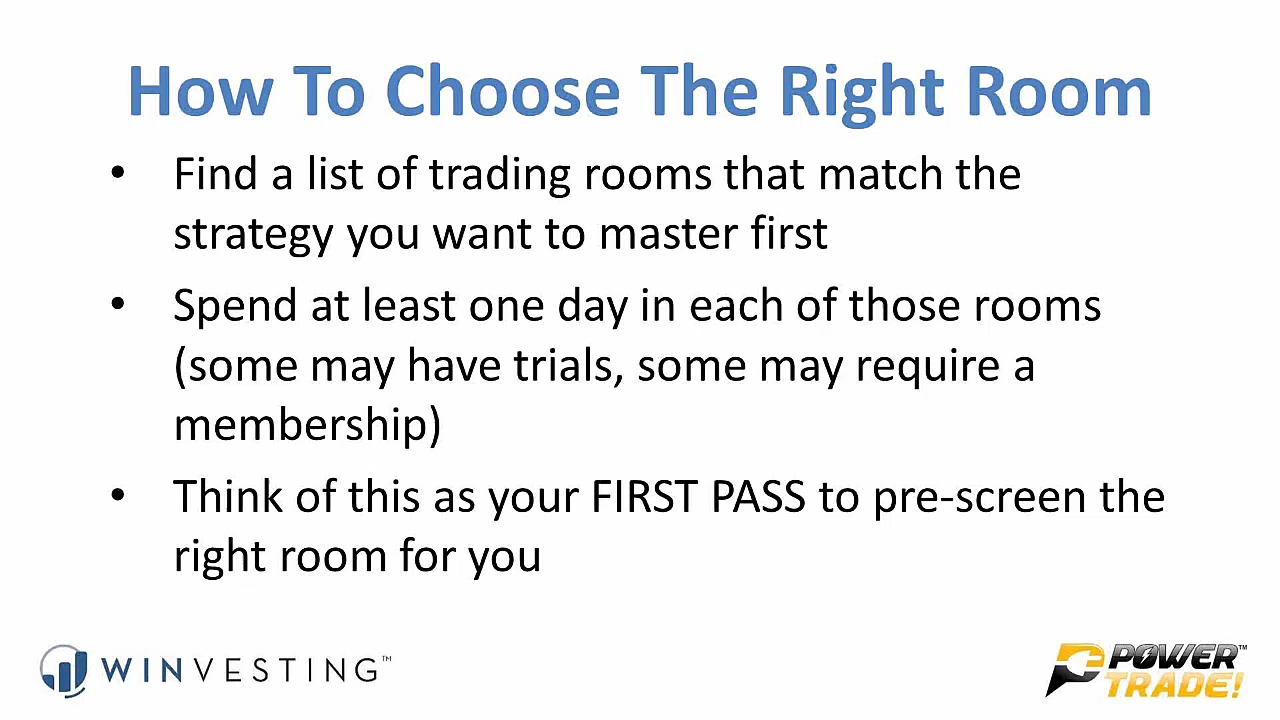 How To Choose The Right Room
• Find a list of trading rooms that match the
strategy you want to master first
• Spend at least one day in each of those rooms
(some may have trials, some may require a
membership)
• Think of this as your FIRST PASS to pre-screen the
right room for you
WINVESTING™
POWER™
TRADE!